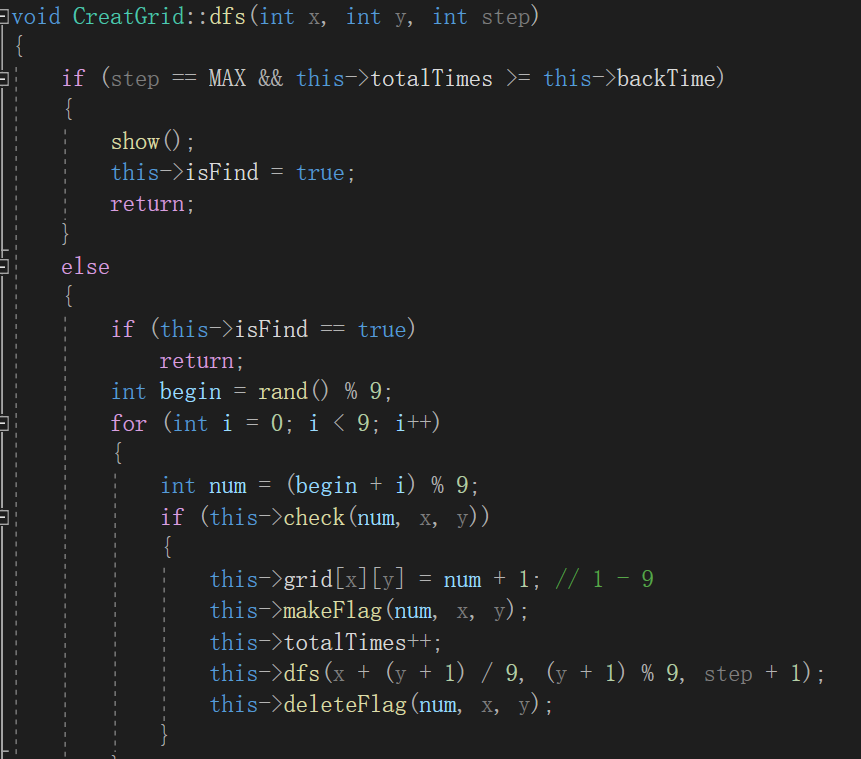 void CreatGrid::dfs(int x, int y, int step)
{
    if (step == MAX && this->totalTimes >= this->backTime)
    {
        show();
        this->isFind = true;
        return;
    }
    else
    {
        if (this->isFind == true)
            return;
        int begin = rand() % 9;
        for (int i = 0; i < 9; i++)
        {
            int num = (begin + i) % 9;
            if (this->check(num, x, y))
            {
                this->grid[x][y] = num + 1; // 1 - 9
                this->makeFlag(num, x, y);
                this->totalTimes++;
                this->dfs(x + (y + 1) / 9, (y + 1) % 9, step + 1);
                this->deleteFlag(num, x, y);
            }